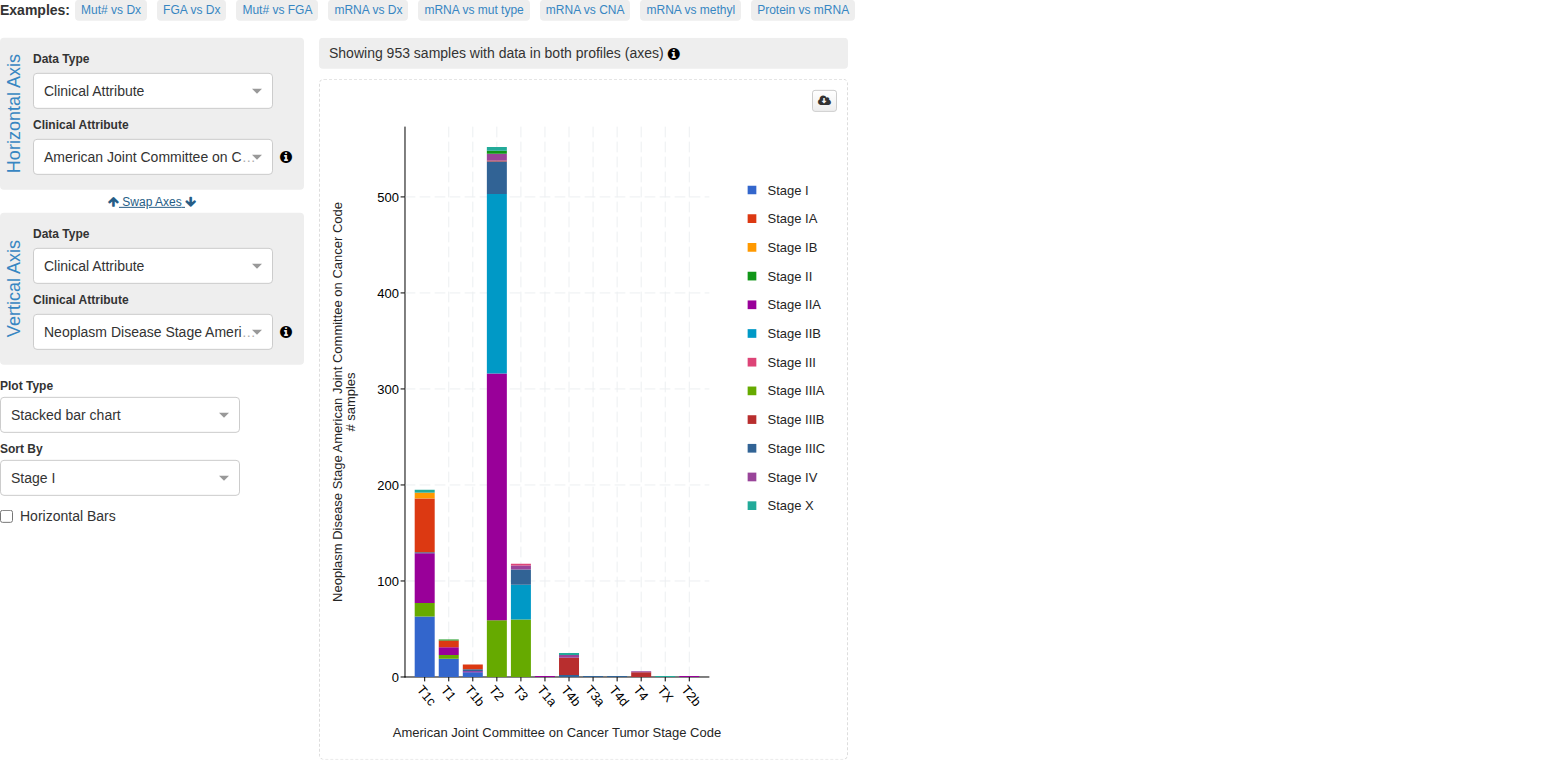 Examples: Mut# vs Dx FGA vs Dx Mut# vs FGA mRNA vs Dx mRNA vs mut type mRNA vs CNA mRNA vs methyl Protein vs mRNA
Horizontal Axis
Data Type
Clinical Attribute
Clinical Attribute
American Joint Committee on C...
Swap Axes
Vertical Axis
Data Type
Clinical Attribute
Clinical Attribute
Neoplasm Disease Stage Ameri...
Plot Type
Stacked bar chart
Sort By
Stage I
Horizontal Bars
Showing 953 samples with data in both profiles (axes)
Neoplasm Disease Stage American Joint Committee on Cancer Code
# samples
500
400
300
200
100
0
T1c T1 T1b T2 T3 T1a T4b T3a T4d T4 TX T2b
American Joint Committee on Cancer Tumor Stage Code
Stage I
Stage IA
Stage IB
Stage II
Stage IIA
Stage IIB
Stage III
Stage IIIA
Stage IIIB
Stage IIIC
Stage IV
Stage X